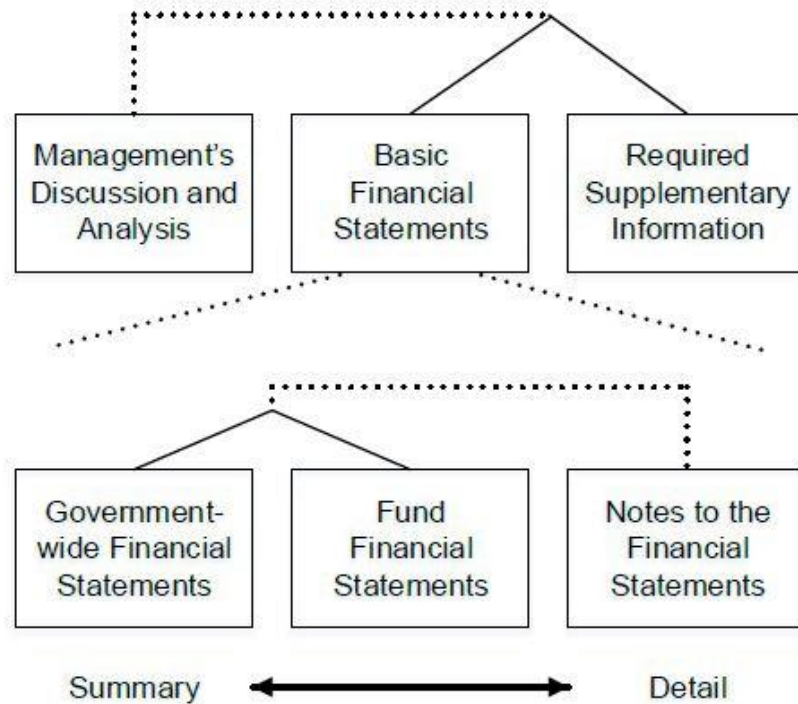 Management's
Discussion and
Analysis
Basic
Financial
Statements
Required
Supplementary
Information
Government-
wide Financial
Statements
Fund
Financial
Statements
Notes to the
Financial
Statements
Summary
Detail